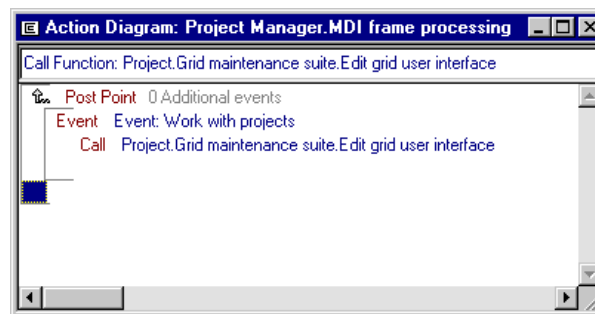 Action Diagram: Project Manager.MDI frame processing
Call Function: Project.Grid maintenance suite.Edit grid user interface
Post Point 0 Additional events
Event Event: Work with projects
Call Project.Grid maintenance suite.Edit grid user interface